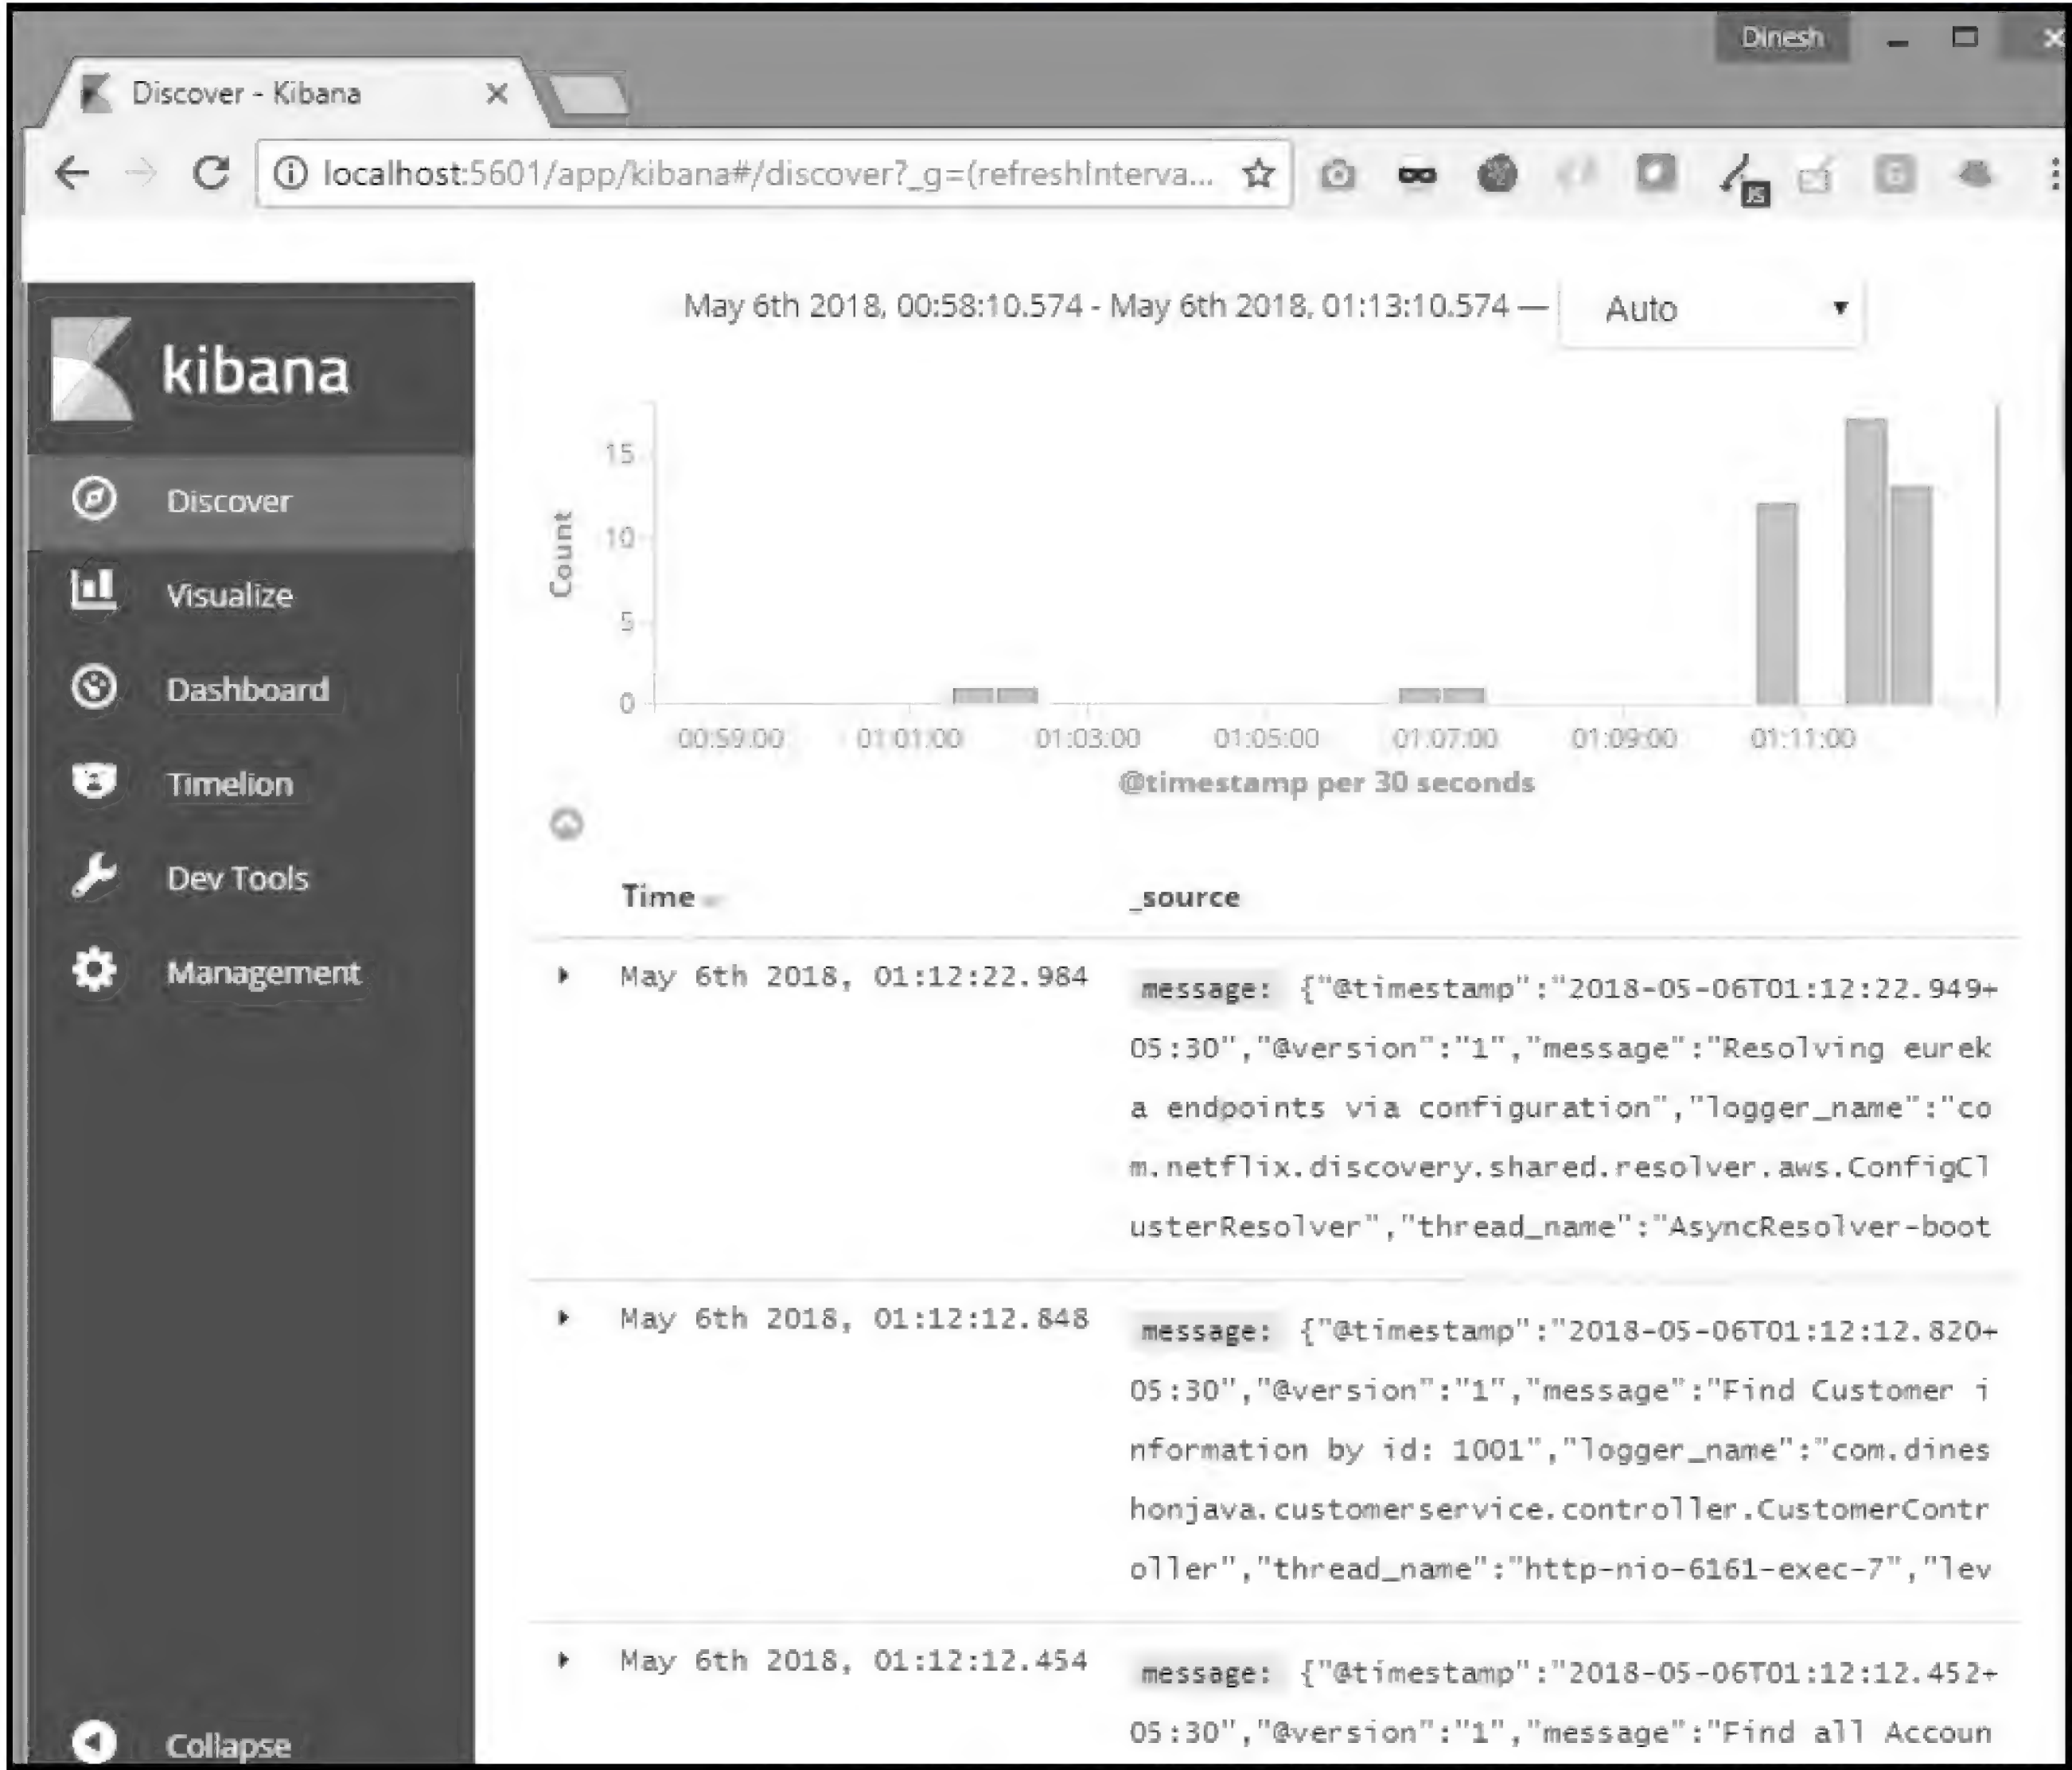 Dinesh
Discover - Kibana
localhost:5601/app/kibana#/discover?_g=(refreshInterva...
JS
May 6th 2018, 00:58:10.574 - May 6th 2018, 01:13:10.574 — Auto
kibana
Discover
Visualize
Dashboard
Timelion
Dev Tools
Management
Collapse
Count
15
10
5
0
00:59:00 01:01:00 01:03:00 01:05:00 01:07:00 01:09:00 01:11:00
@timestamp per 30 seconds
Time _source
May 6th 2018, 01:12:22.984 message: {"@timestamp":"2018-05-06T01:12:22.949+
05:30","@version":"1","message":"Resolving eurek
a endpoints via configuration","logger_name":"co
m.netflix.discovery.shared.resolver.aws.ConfigCl
usterResolver","thread_name":"AsyncResolver-boot
May 6th 2018, 01:12:12.848 message: {"@timestamp":"2018-05-06T01:12:12.820+
05:30","@version":"1","message":"Find Customer i
nformation by id: 1001","logger_name":"com.dines
honjava.customerservice.controller.CustomerContr
oller","thread_name":"http-nio-6161-exec-7","lev
May 6th 2018, 01:12:12.454 message: {"@timestamp":"2018-05-06T01:12:12.452+
05:30","@version":"1","message":"Find all Accoun